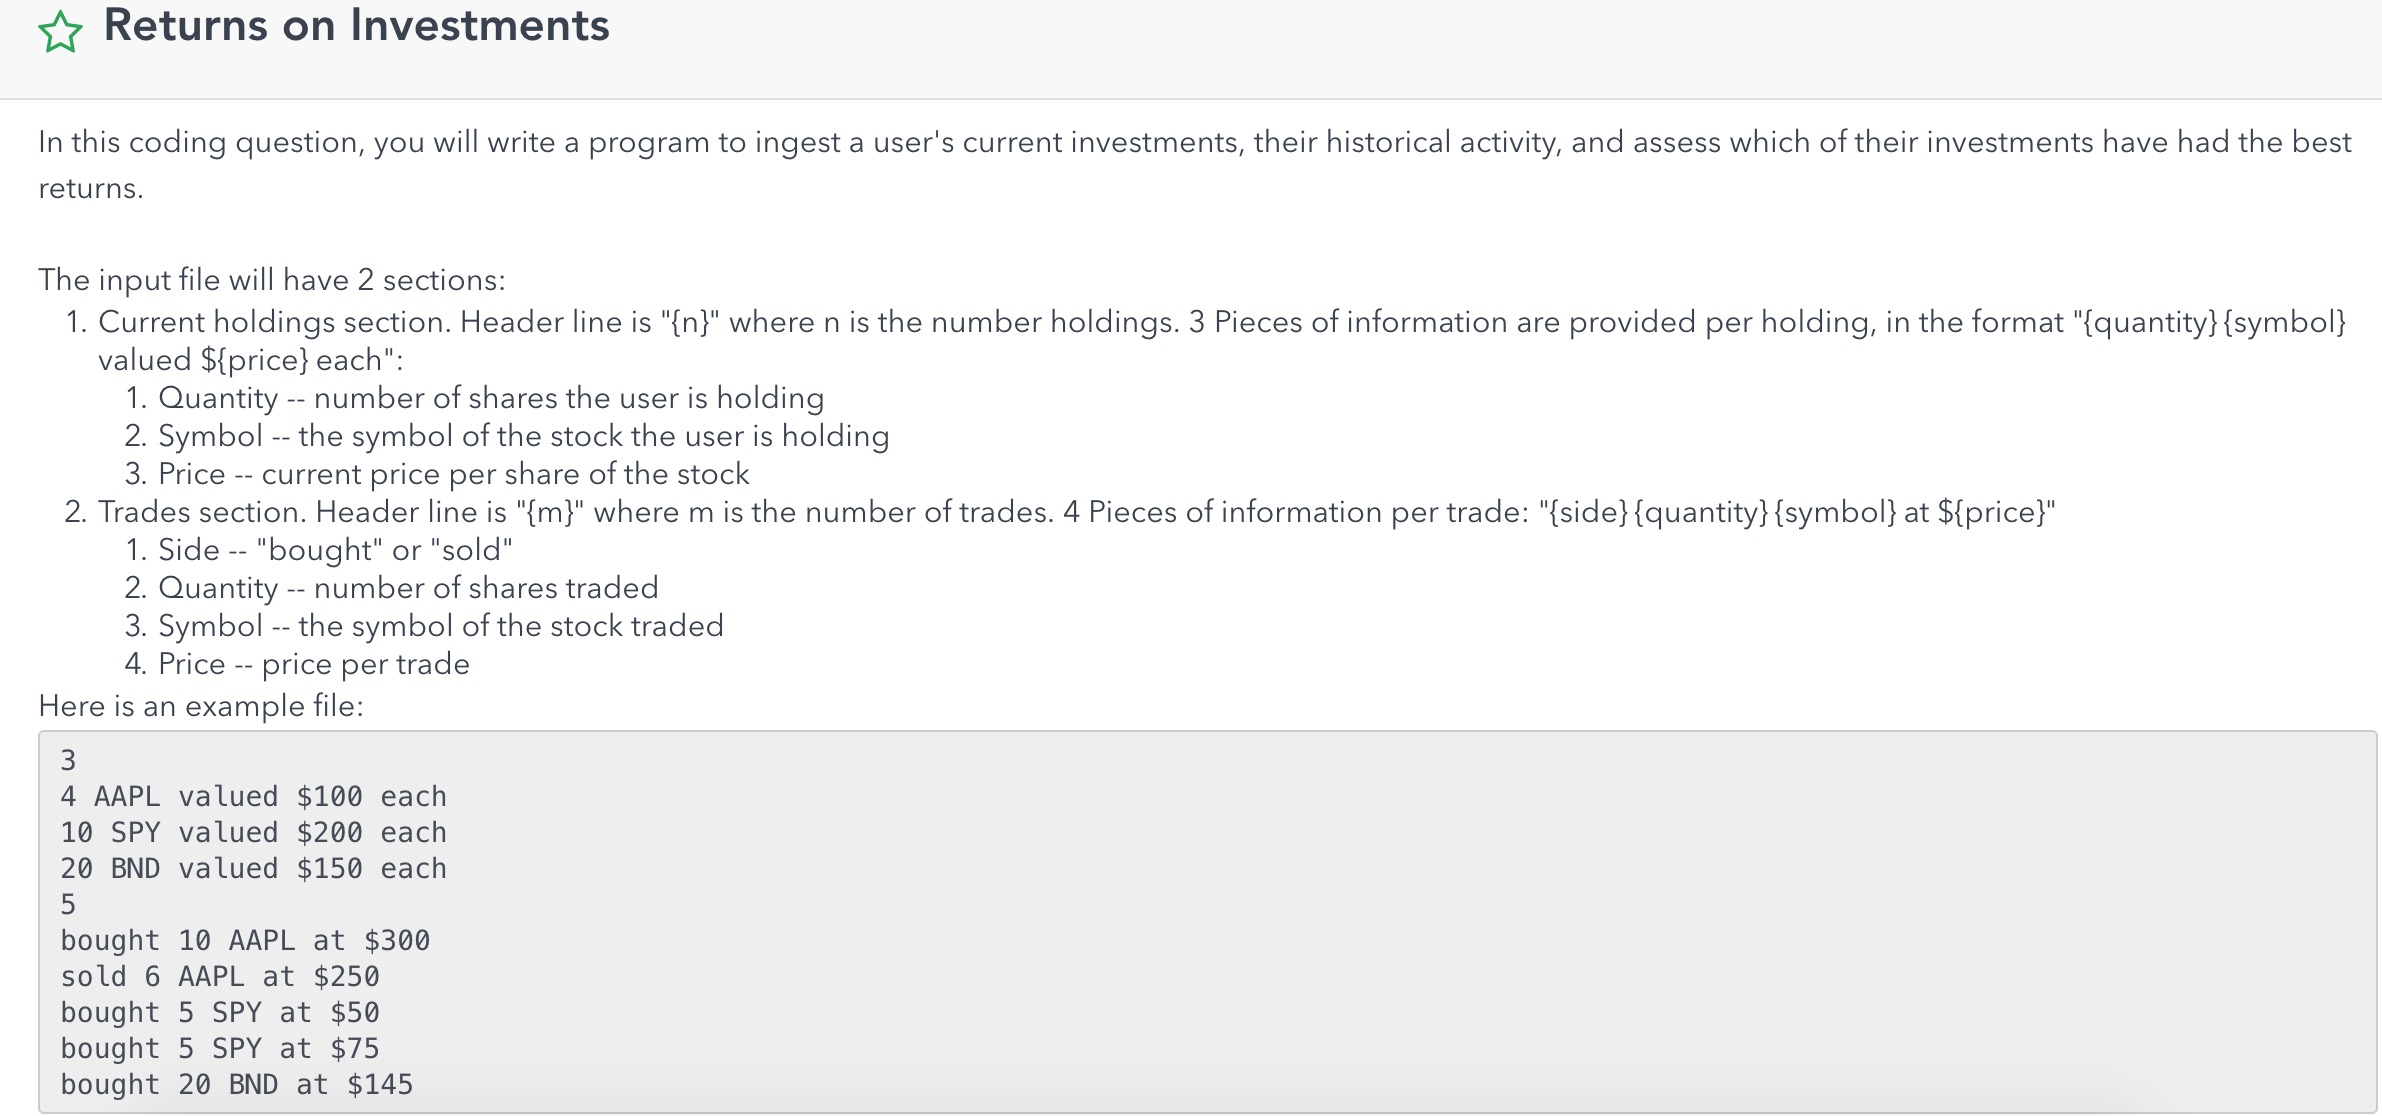 Returns on Investments
In this coding question, you will write a program to ingest a user's current investments, their historical activity, and assess which of their investments have had the best
returns.
The input file will have 2 sections:
1. Current holdings section. Header line is "{n}" where n is the number holdings. 3 Pieces of information are provided per holding, in the format "{quantity} {symbol}
valued ${price} each":
1. Quantity -- number of shares the user is holding
2. Symbol -- the symbol of the stock the user is holding
3. Price -- current price per share of the stock
2. Trades section. Header line is "{m}" where m is the number of trades. 4 Pieces of information per trade: "{side} {quantity} {symbol} at ${price}"
1. Side -- "bought" or "sold"
2. Quantity -- number of shares traded
3. Symbol -- the symbol of the stock traded
4. Price -- price per trade
Here is an example file:
3
4 AAPL valued $100 each
10 SPY valued $200 each
20 BND valued $150 each
5
bought 10 AAPL at $300
sold 6 AAPL at $250
bought 5 SPY at $50
bought 5 SPY at $75
bought 20 BND at $145